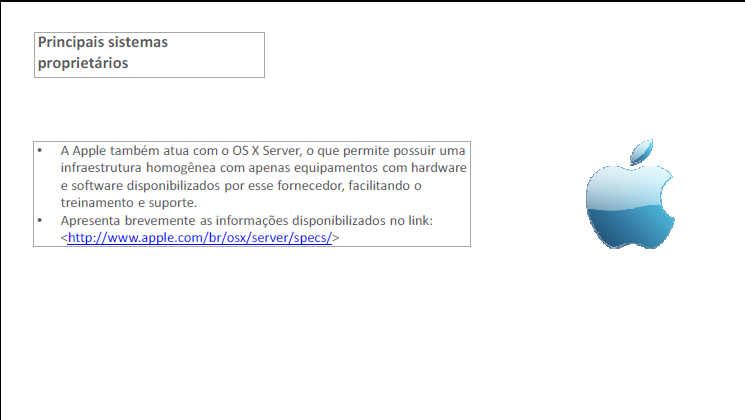 Principais sistemas
proprietários
• A Apple também atua com o OS X Server, o que permite possuir uma
infraestrutura homogênea com apenas equipamentos com hardware
e software disponibilizados por esse fornecedor, facilitando o
treinamento e suporte.
• Apresenta brevemente as informações disponibilizados no link:
<http://www.apple.com/br/osx/server/specs/>